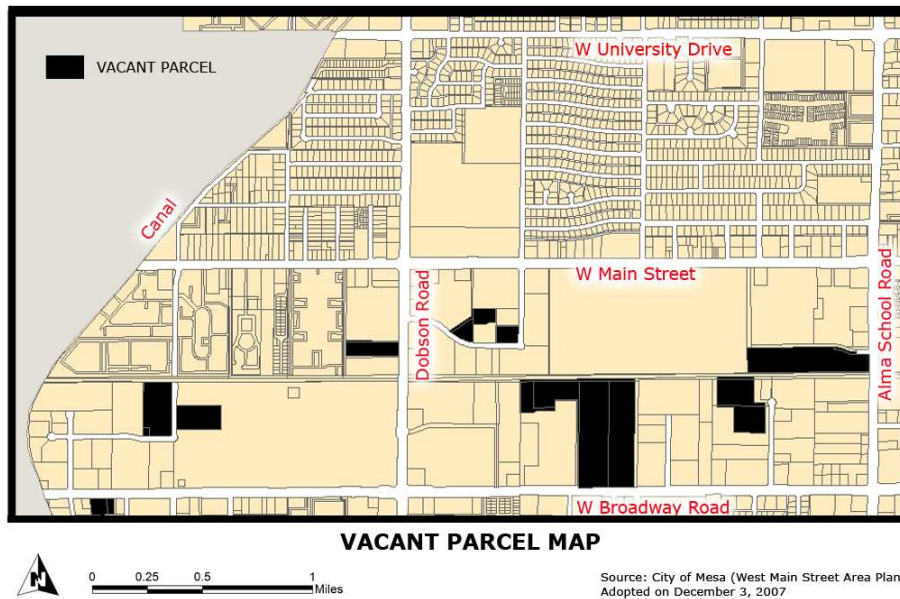 W University Drive
VACANT PARCEL
Canal
W Main Street
Dobson Road
Alma School Road
W Broadway Road
VACANT PARCEL MAP
N
0 0.25 0.5 1
Miles
Source: City of Mesa (West Main Street Area Plan
Adopted on December 3, 2007